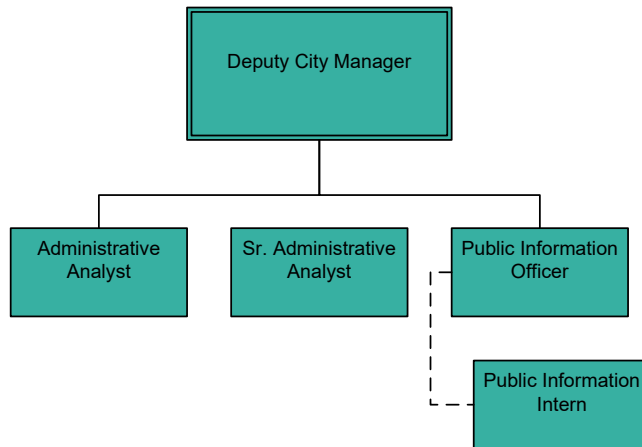 Deputy City Manager
Administrative
Analyst
Sr. Administrative
Analyst
Public Information
Officer
Public Information
Intern